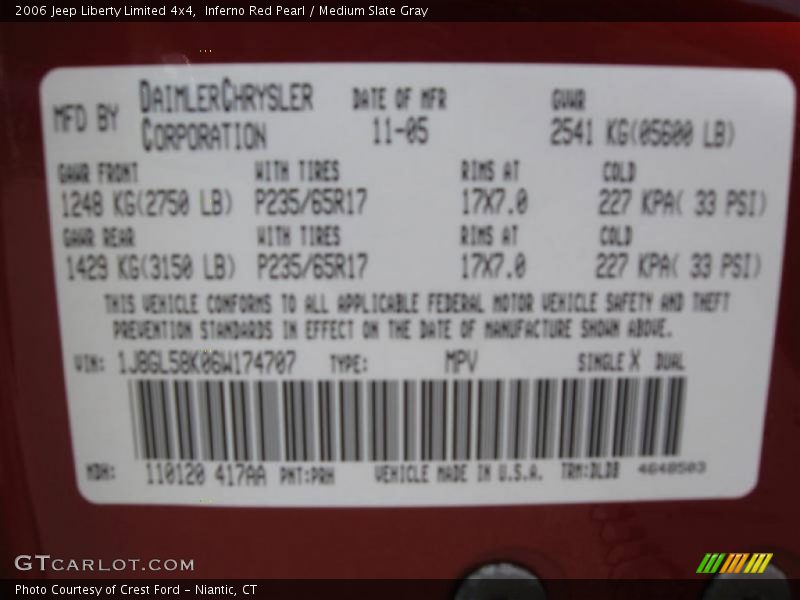 2006 Jeep Liberty Limited 4x4, Inferno Red Pearl / Medium Slate Gray
MFD BY DAIMLERCHRYSLER CORPORATION DATE OF MFR 11-05 GVWR 2541 KG(05600 LB)
GAWR FRONT WITH TIRES RIMS AT COLD
1248 KG(2750 LB) P235/65R17 17X7.0 227 KPA( 33 PSI)
GAWR REAR WITH TIRES RIMS AT COLD
1429 KG(3150 LB) P235/65R17 17X7.0 227 KPA( 33 PSI)
THIS VEHICLE CONFORMS TO ALL APPLICABLE FEDERAL MOTOR VEHICLE SAFETY AND THEFT
PREVENTION STANDARDS IN EFFECT ON THE DATE OF MANUFACTURE SHOWN ABOVE.
VIN: 1J8GL58K06W174707 TYPE: MPV SINGLE X DUAL
MDH: 110120 417AA PNT:PRH VEHICLE MADE IN U.S.A. TRM:DLDB 4648503
GTCARLOT.COM
Photo Courtesy of Crest Ford - Niantic, CT